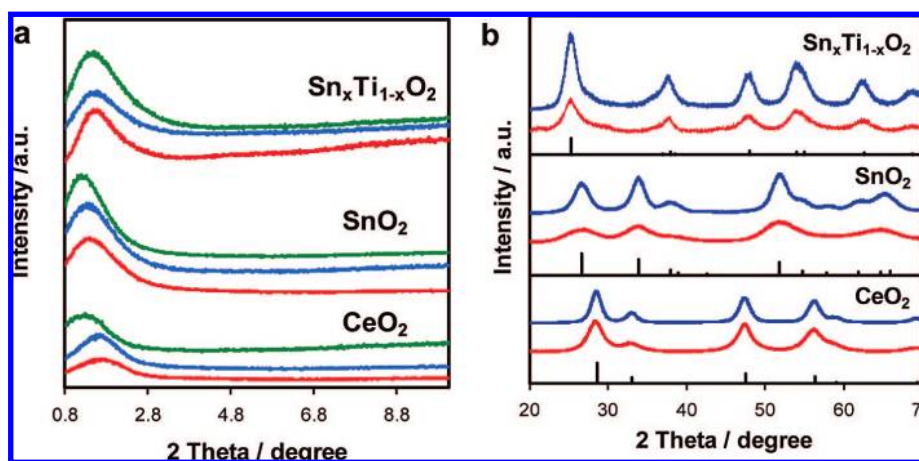 a
SnₓTi₁₋ₓO₂
SnO₂
CeO₂
Intensity /a.u.
0.8 2.8 4.8 6.8 8.8
2 Theta / degree
b
SnₓTi₁₋ₓO₂
SnO₂
CeO₂
Intensity / a.u.
20 30 40 50 60
2 Theta / degree